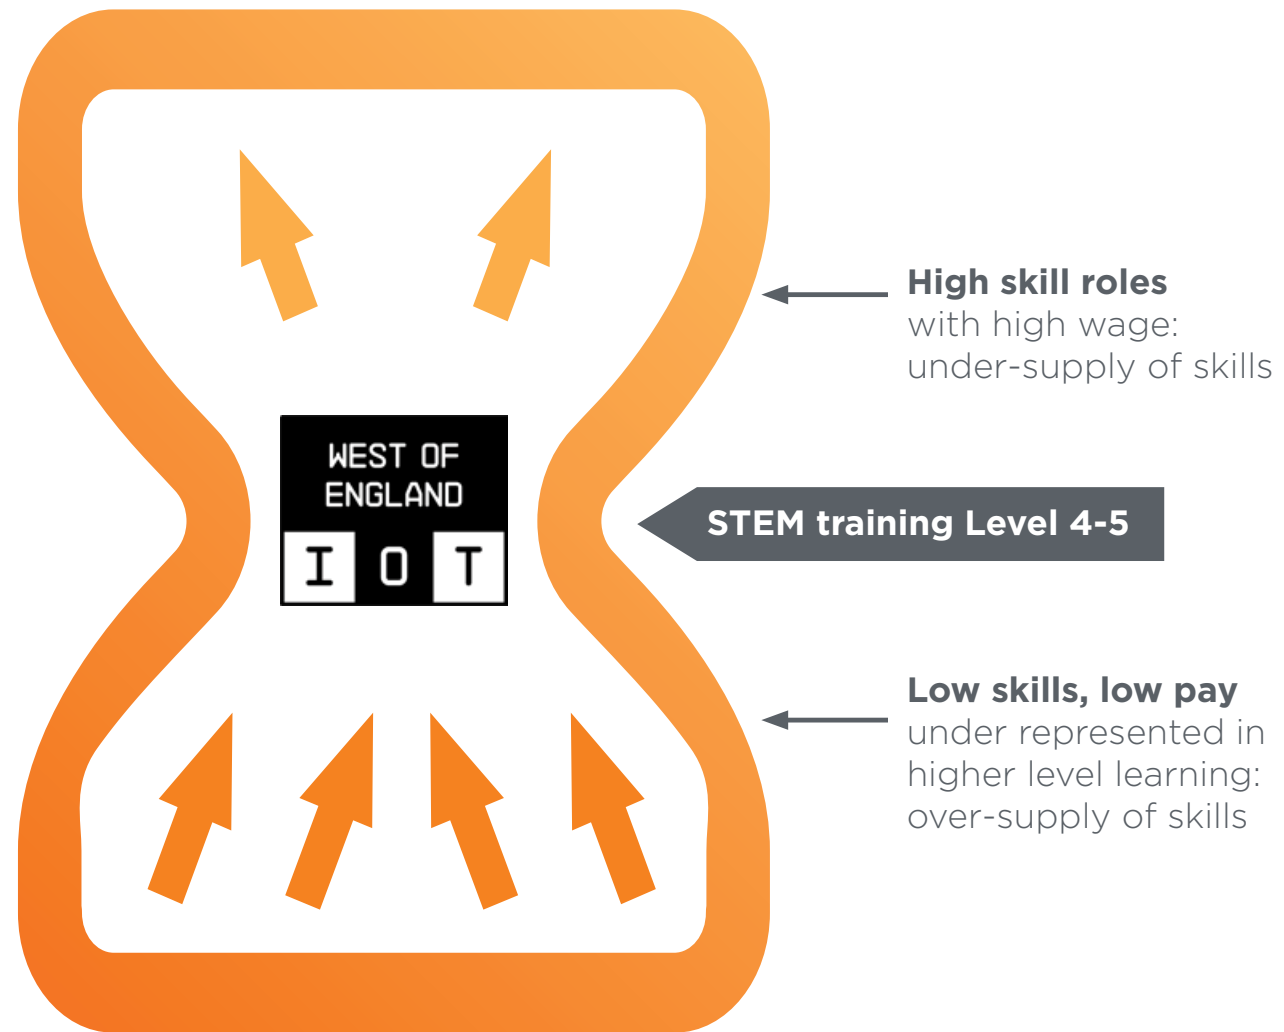 High skill roles
with high wage:
under-supply of skills
WEST OF
ENGLAND
I O T
STEM training Level 4-5
Low skills, low pay
under represented in
higher level learning:
over-supply of skills